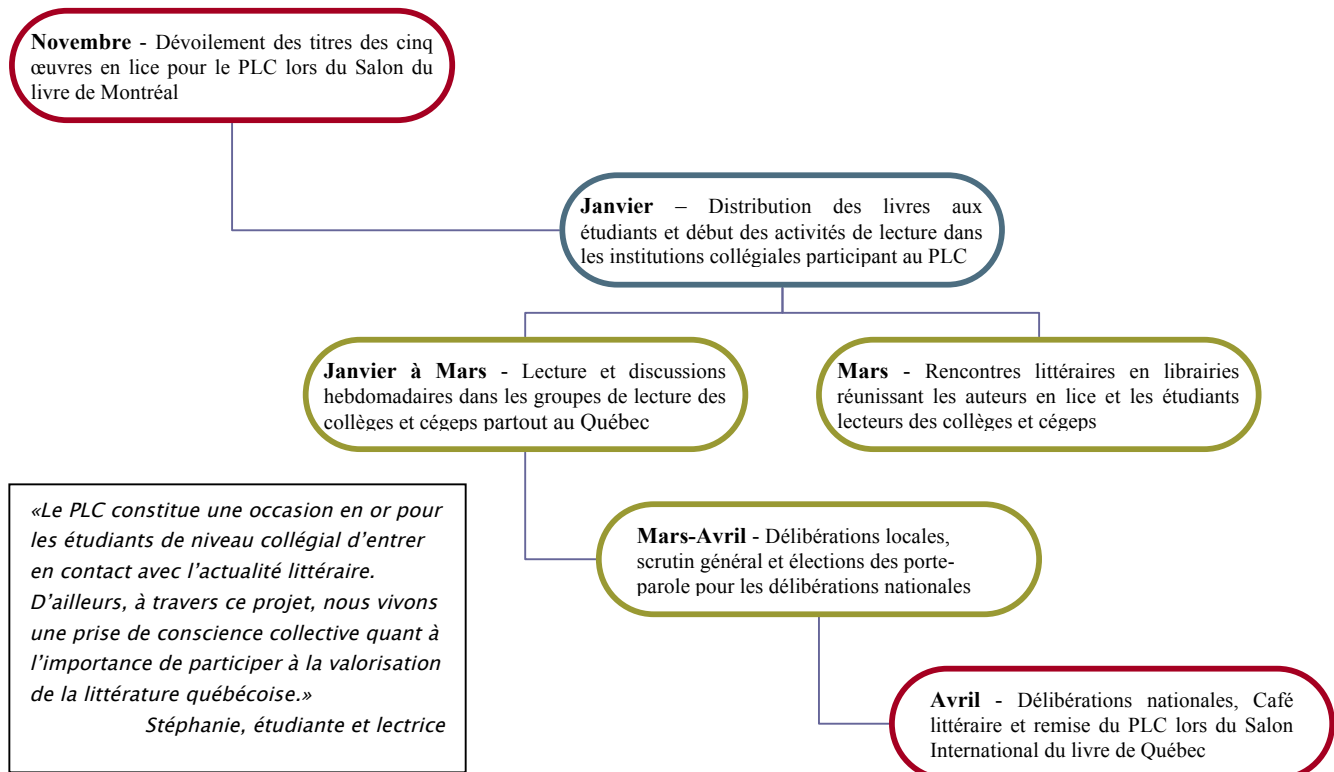 Novembre - Dévoilement des titres des cinq
œuvres en lice pour le PLC lors du Salon du
livre de Montréal
Janvier – Distribution des livres aux
étudiants et début des activités de lecture dans
les institutions collégiales participant au PLC
Janvier à Mars - Lecture et discussions
hebdomadaires dans les groupes de lecture des
collèges et cégeps partout au Québec
Mars - Rencontres littéraires en librairies
réunissant les auteurs en lice et les étudiants
lecteurs des collèges et cégeps
«Le PLC constitue une occasion en or pour
les étudiants de niveau collégial d'entrer
en contact avec l'actualité littéraire.
D'ailleurs, à travers ce projet, nous vivons
une prise de conscience collective quant à
l'importance de participer à la valorisation
de la littérature québécoise.»
Stéphanie, étudiante et lectrice
Mars-Avril - Délibérations locales,
scrutin général et élections des porte-
parole pour les délibérations nationales
Avril - Délibérations nationales, Café
littéraire et remise du PLC lors du Salon
International du livre de Québec